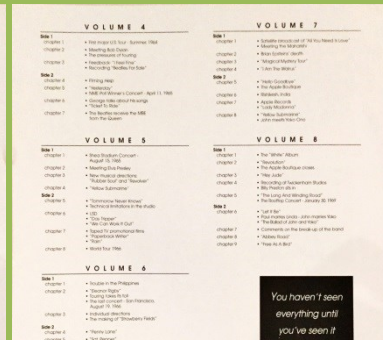 VOLUME 4
Side 1
chapter 1 • First major U.S. Tour - Summer, 1964
chapter 2 • Meeting Bob Dylan
• The pressures of touring
chapter 3 • Feedback - "I Feel Fine"
• Recording "Beatles For Sale"
Side 2
chapter 4 • Filming Help
chapter 5 • "Yesterday"
• NME Poll Winner's Concert - April 11, 1965
chapter 6 • George talks about his songs
• "Ticket To Ride"
chapter 7 • The Beatles receive the MBE
from the Queen
VOLUME 5
Side 1
chapter 1 • Shea Stadium Concert -
August 15, 1965
chapter 2 • Meeting Elvis Presley
chapter 3 • New musical directions
"Rubber Soul" and "Revolver"
chapter 4 • "Yellow Submarine"
Side 2
chapter 5 • "Tomorrow Never Knows"
• Technical limitations in the studio
chapter 6 • LSD
• "Day Tripper"
• "We Can Work It Out"
chapter 7 • Taped TV promotional films
• "Paperback Writer"
• "Rain"
chapter 8 • World Tour 1966
VOLUME 6
Side 1
chapter 1 • Trouble in the Philippines
chapter 2 • "Eleanor Rigby"
• Touring takes its toll
• The last concert - San Francisco,
August 29, 1966
chapter 3 • Individual directions
• The making of "Strawberry Fields"
Side 2
chapter 4 • "Penny Lane"
chapter 5
VOLUME 7
Side 1
chapter 1 • Satellite broadcast of "All You Need Is Love"
• Meeting the Maharishi
chapter 2 • Brian Epstein's death
chapter 3 • "Magical Mystery Tour"
chapter 4 • "I Am The Walrus"
Side 2
chapter 5 • "Hello Goodbye"
• the Apple Boutique
chapter 6 • Rishikesh, India
chapter 7 • Apple Records
• "Lady Madonna"
chapter 8 • "Yellow Submarine"
• John meets Yoko Ono
VOLUME 8
Side 1
chapter 1 • The "White" Album
chapter 2 • "Revolution"
• The Apple Boutique closes
chapter 3 • "Hey Jude"
chapter 4 • Recording at Twickenham Studios
• Billy Preston sits in
chapter 5 • "The Long And Winding Road"
• The Rooftop Concert - January 30, 1969
Side 2
chapter 6 • "Let It Be"
• Paul marries Linda - John marries Yoko
• "The Ballad of John and Yoko"
chapter 7 • Comments on the break-up of the band
chapter 8 • "Abbey Road"
chapter 9 • "Free As A Bird"
You haven't seen
everything until
you've seen it